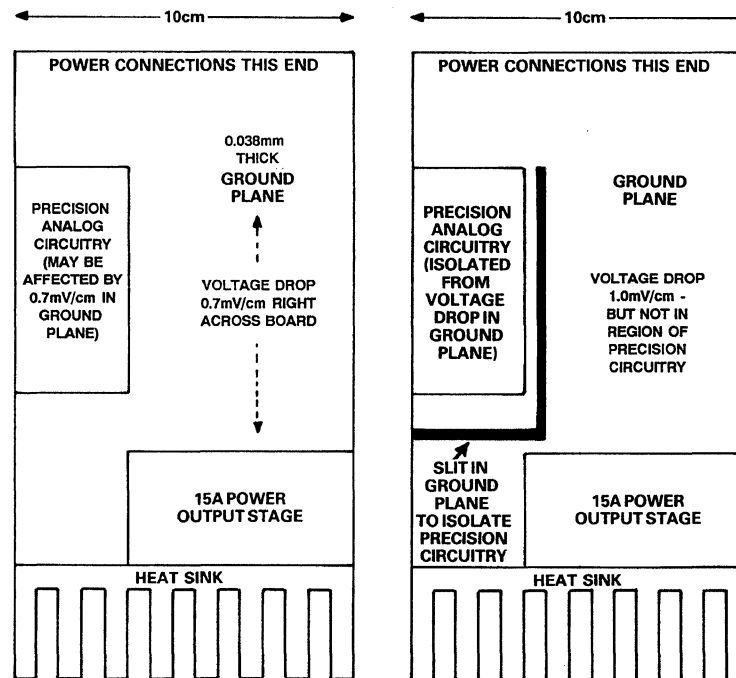 10cm
POWER CONNECTIONS THIS END
0.038mm
THICK
GROUND
PLANE
PRECISION
ANALOG
CIRCUITRY
(MAY BE
AFFECTED BY
0.7mV/cm IN
GROUND
PLANE)
VOLTAGE DROP
0.7mV/cm RIGHT
ACROSS BOARD
15A POWER
OUTPUT STAGE
HEAT SINK
10cm
POWER CONNECTIONS THIS END
PRECISION
ANALOG
CIRCUITRY
(ISOLATED
FROM
VOLTAGE
DROP IN
GROUND
PLANE)
GROUND
PLANE
VOLTAGE DROP
1.0mV/cm -
BUT NOT IN
REGION OF
PRECISION
CIRCUITRY
SLIT IN
GROUND
PLANE
TO ISOLATE
PRECISION
CIRCUITRY
15A POWER
OUTPUT STAGE
HEAT SINK